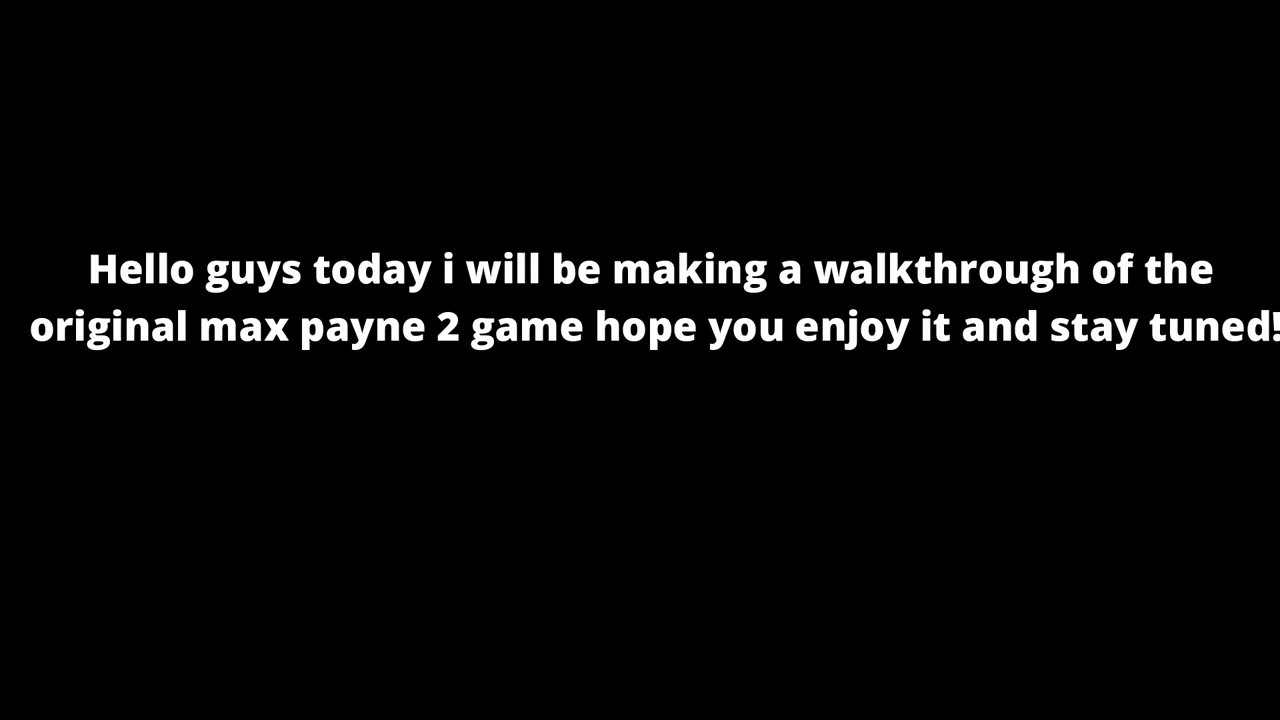 Hello guys today i will be making a walkthrough of the
original max payne 2 game hope you enjoy it and stay tuned!